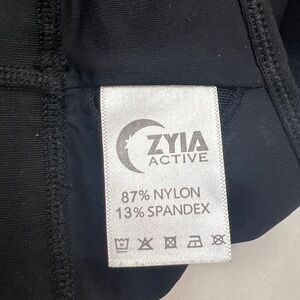 ZYIA
ACTIVE
87% NYLON
13% SPANDEX